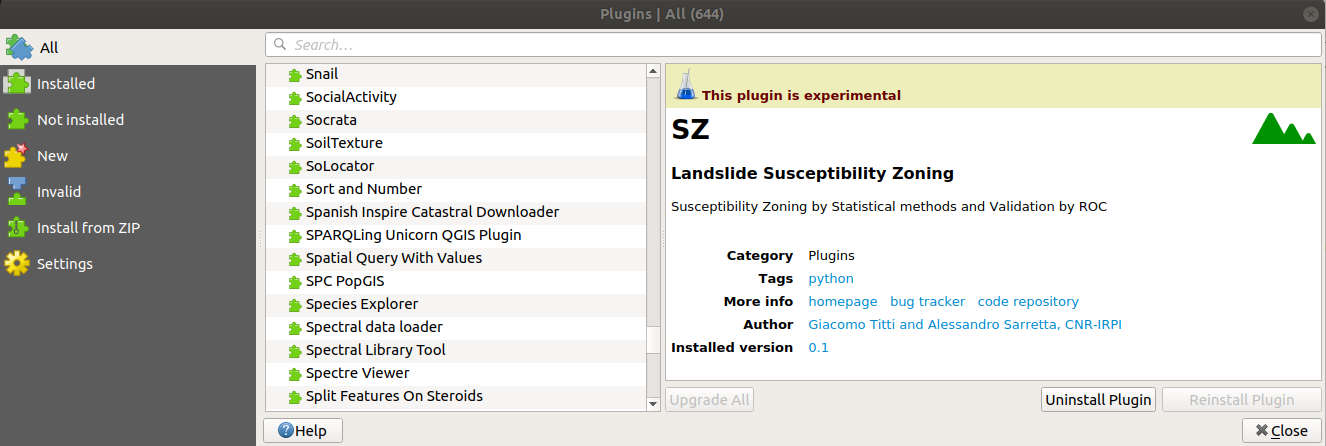 Plugins | All (644)
All
Installed
Not installed
New
Invalid
Install from ZIP
Settings
Search...
Snail
SocialActivity
Socrata
SoilTexture
SoLocator
Sort and Number
Spanish Inspire Catastral Downloader
SPARQLing Unicorn QGIS Plugin
Spatial Query With Values
SPC PopGIS
Species Explorer
Spectral data loader
Spectral Library Tool
Spectre Viewer
Split Features On Steroids
This plugin is experimental
SZ
Landslide Susceptibility Zoning
Susceptibility Zoning by Statistical methods and Validation by ROC
Category Plugins
Tags python
More info homepage bug tracker code repository
Author Giacomo Titti and Alessandro Sarretta, CNR-IRPI
Installed version 0.1
Upgrade All Uninstall Plugin Reinstall Plugin
Help Close